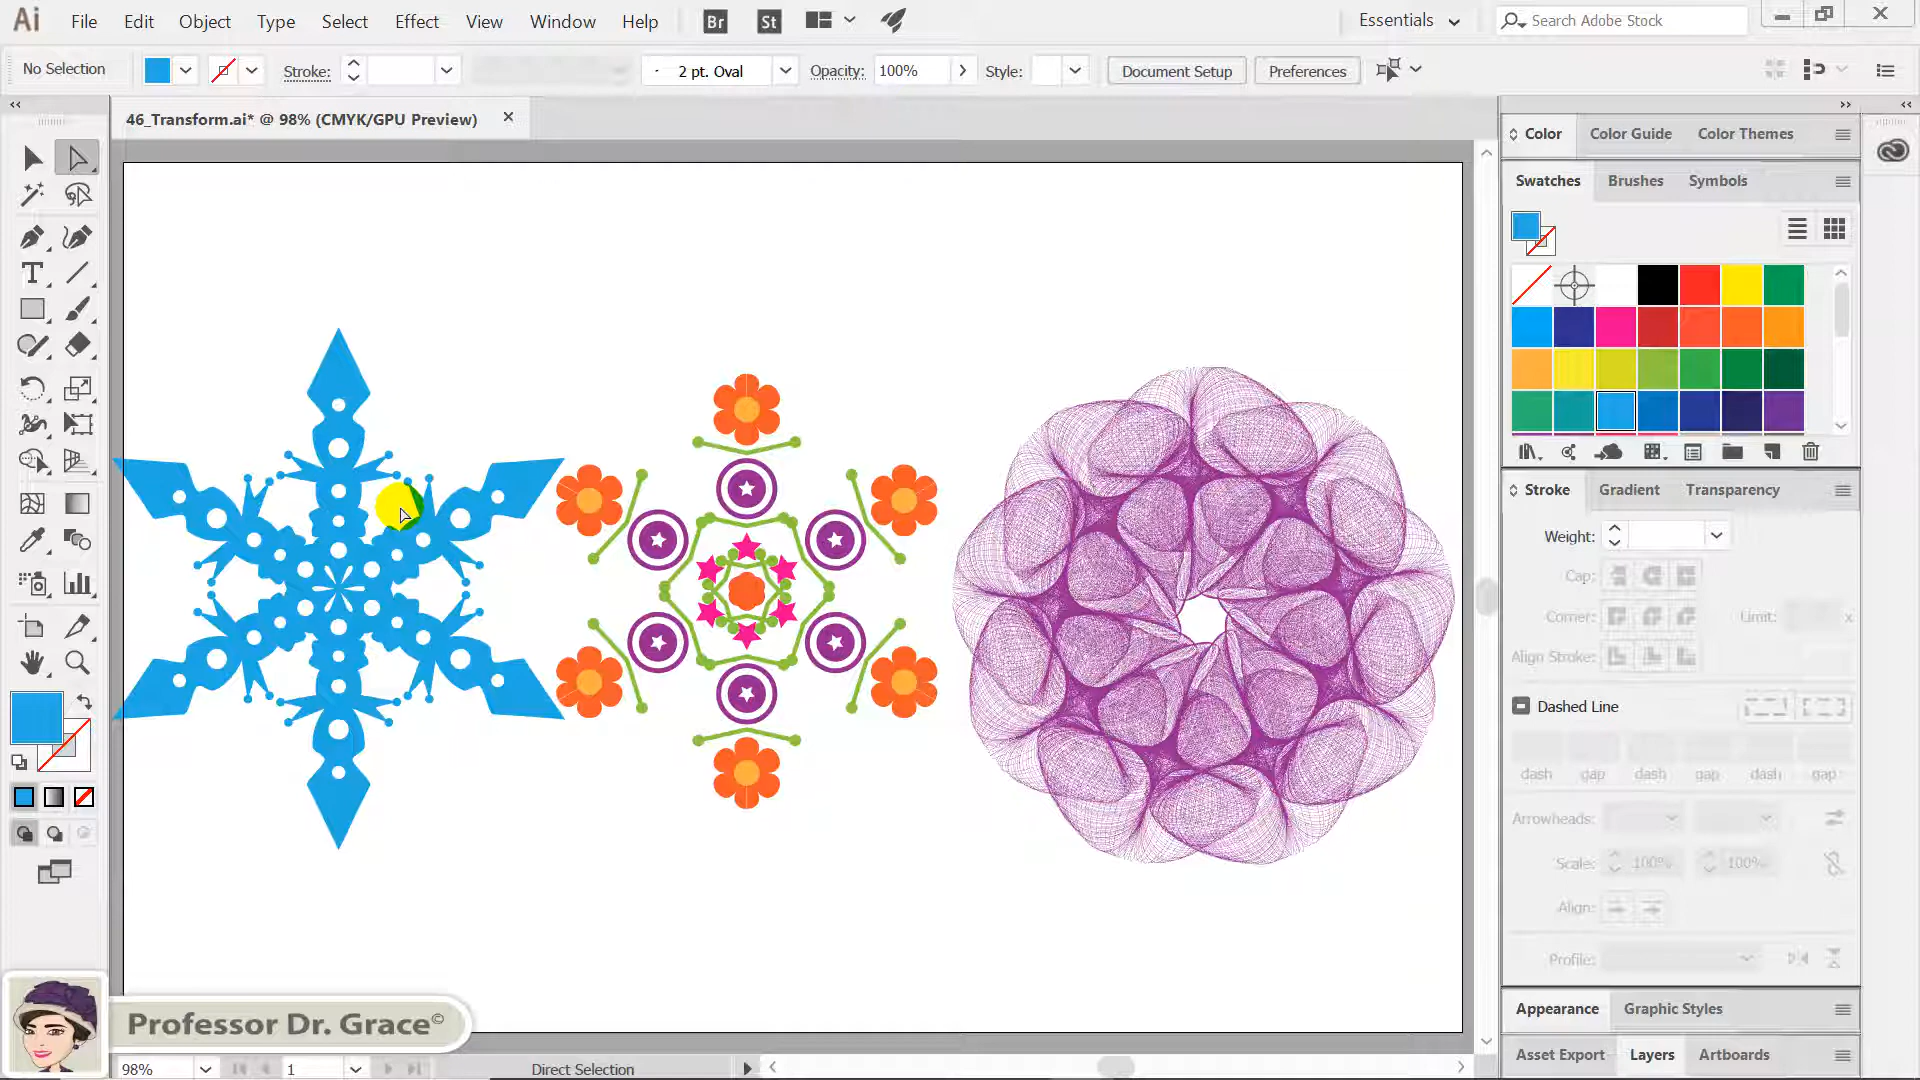 Ai File Edit Object Type Select Effect View Window Help Br St Essentials Search Adobe Stock
No Selection Stroke: 2 pt. Oval Opacity: 100% Style: Document Setup Preferences
46_Transform.ai* @ 98% (CMYK/GPU Preview)
Color Color Guide Color Themes
Swatches Brushes Symbols
Stroke Gradient Transparency
Weight:
Cap:
Corner: Limit: x
Align Stroke:
Dashed Line
dash gap dash gap dash gap
Arrowheads:
Scale: 100% 100%
Align:
Profile:
Appearance Graphic Styles
Asset Export Layers Artboards
Professor Dr. Grace©
98% 1 Direct Selection